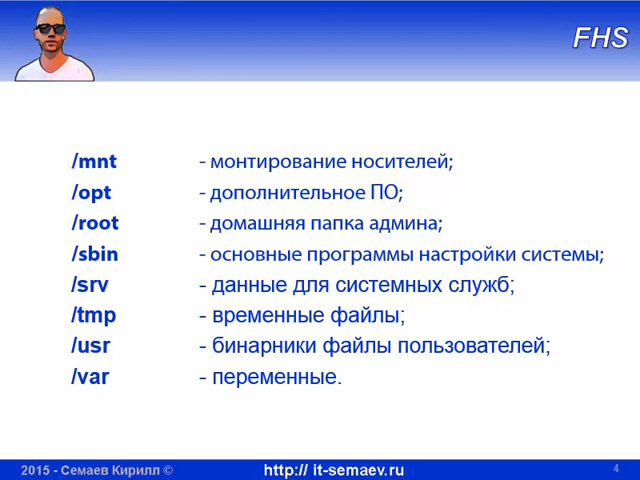 FHS
/mnt - монтирование носителей;
/opt - дополнительное ПО;
/root - домашняя папка админа;
/sbin - основные программы настройки системы;
/srv - данные для системных служб;
/tmp - временные файлы;
/usr - бинарники файлы пользователей;
/var - переменные.
2015 - Семаев Кирилл © http:// it-semaev.ru 4